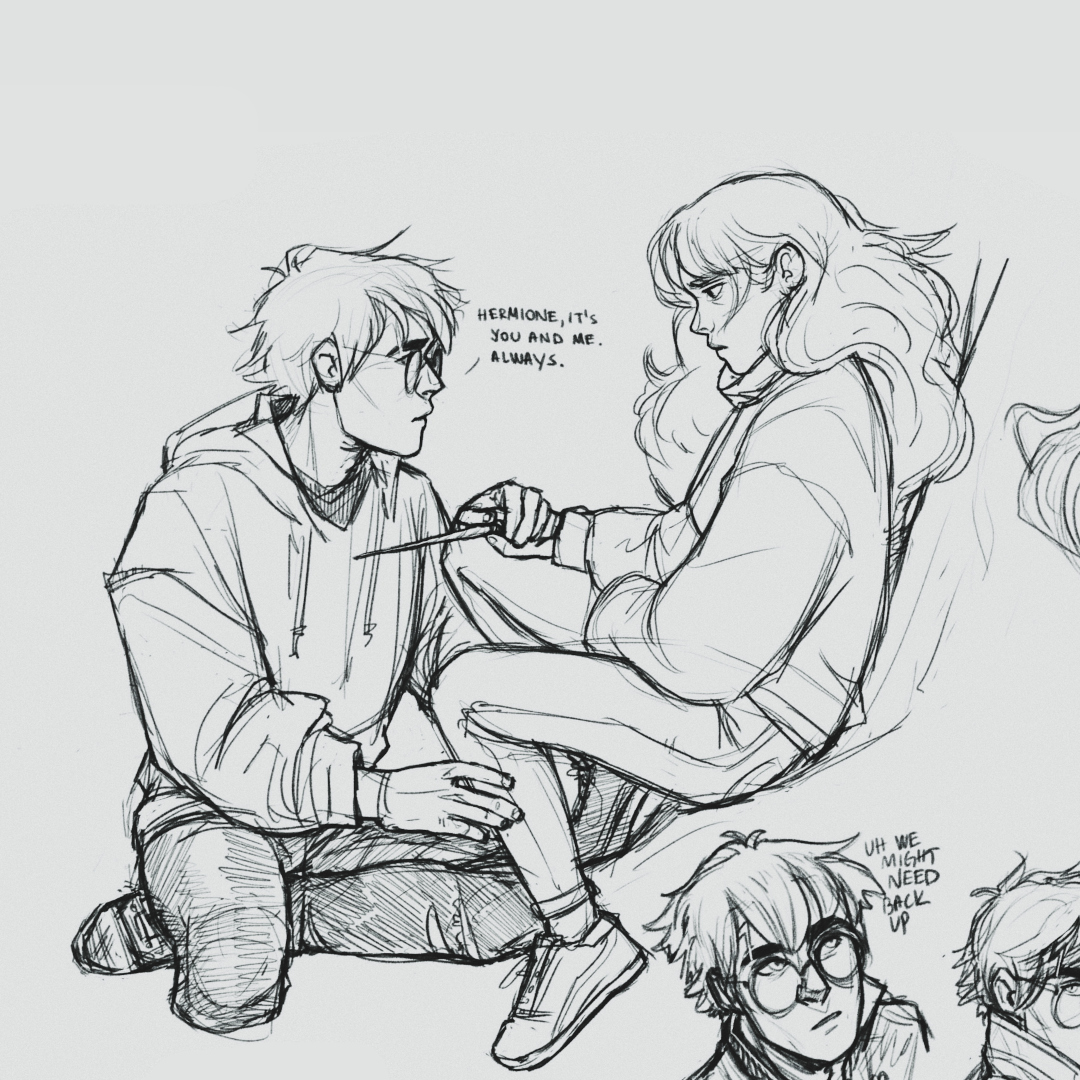 HERMIONE, IT'S
YOU AND ME.
ALWAYS.
UH WE
MIGHT
NEED
BACK
UP